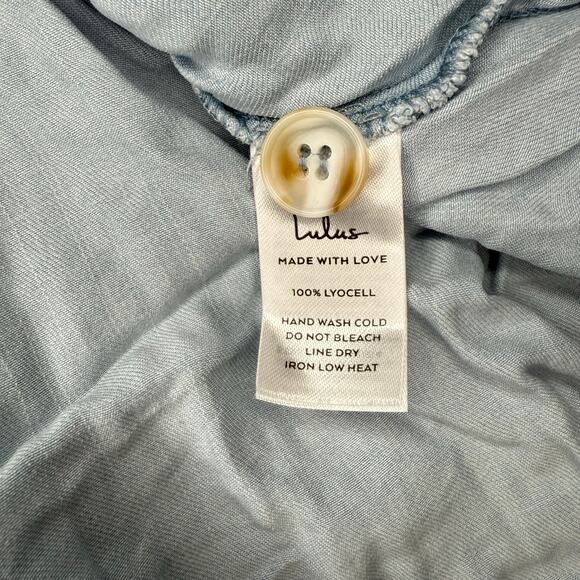 Lulus
MADE WITH LOVE
100% LYOCELL
HAND WASH COLD
DO NOT BLEACH
LINE DRY
IRON LOW HEAT